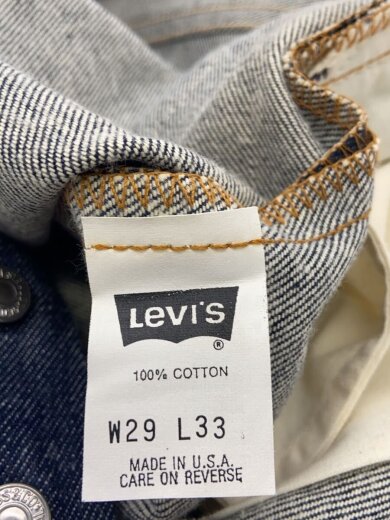 LEVI'S
®
100% COTTON
W29 L33
MADE IN U.S.A.
CARE ON REVERSE